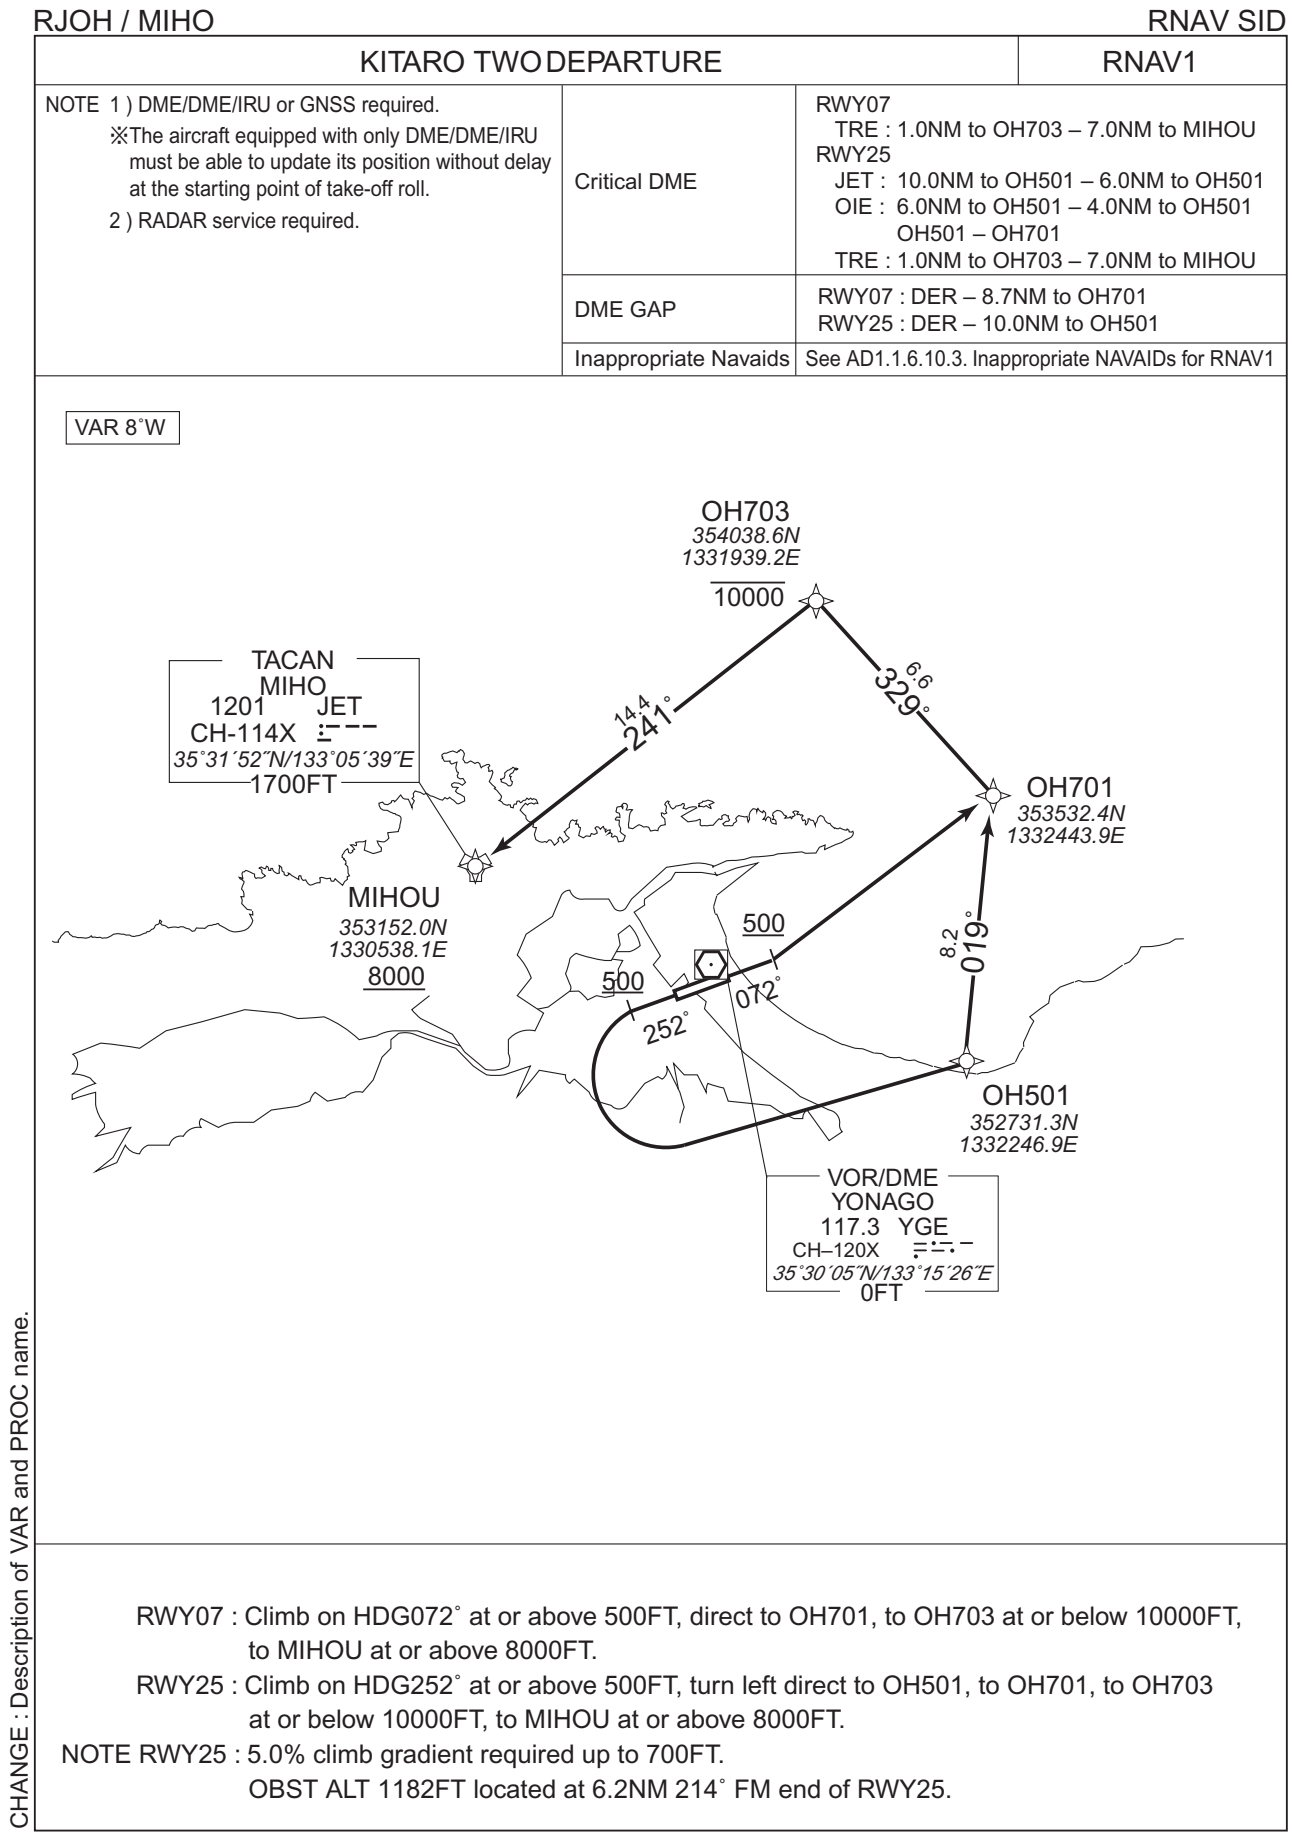 RJOH / MIHO
RNAV SID
KITARO TWO DEPARTURE
RNAV1
NOTE 1 ) DME/DME/IRU or GNSS required.
※The aircraft equipped with only DME/DME/IRU
must be able to update its position without delay
at the starting point of take-off roll.
2 ) RADAR service required.
Critical DME
RWY07
TRE : 1.0NM to OH703 – 7.0NM to MIHOU
RWY25
JET : 10.0NM to OH501 – 6.0NM to OH501
OIE : 6.0NM to OH501 – 4.0NM to OH501
OH501 – OH701
TRE : 1.0NM to OH703 – 7.0NM to MIHOU
DME GAP
RWY07 : DER – 8.7NM to OH701
RWY25 : DER – 10.0NM to OH501
Inappropriate Navaids
See AD1.1.6.10.3. Inappropriate NAVAIDs for RNAV1
VAR 8˚W
OH703
354038.6N
1331939.2E
10000
TACAN
MIHO
1201 JET
CH-114X
35˚31´52˝N/133˚05´39˝E
1700FT
14.4
241˚
6.6
329˚
OH701
353532.4N
1332443.9E
MIHOU
353152.0N
1330538.1E
8000
500
500
072˚
252˚
8.2
019˚
OH501
352731.3N
1332246.9E
VOR/DME
YONAGO
117.3 YGE
CH–120X
35˚30´05˝N/133˚15´26˝E
0FT
RWY07 : Climb on HDG072˚ at or above 500FT, direct to OH701, to OH703 at or below 10000FT,
to MIHOU at or above 8000FT.
RWY25 : Climb on HDG252˚ at or above 500FT, turn left direct to OH501, to OH701, to OH703
at or below 10000FT, to MIHOU at or above 8000FT.
NOTE RWY25 : 5.0% climb gradient required up to 700FT.
OBST ALT 1182FT located at 6.2NM 214˚ FM end of RWY25.
CHANGE : Description of VAR and PROC name.